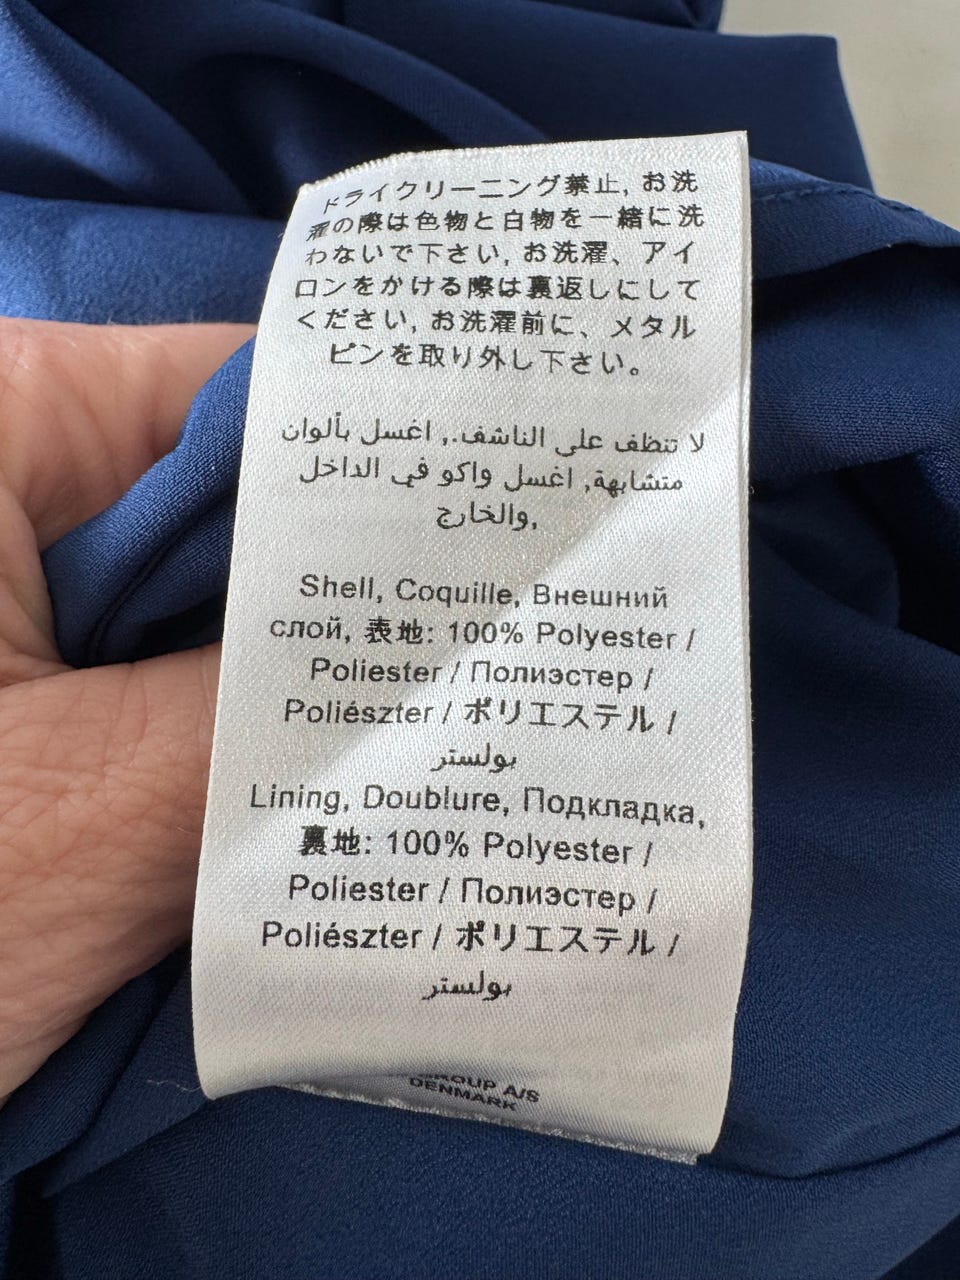 ドライクリーニング禁止, お洗
濯の際は色物と白物を一緒に洗
わないで下さい, お洗濯、アイ
ロンをかける際は裏返しにして
ください, お洗濯前に、メタル
ピンを取り外し下さい。
لا تنظف على الناشف., اغسل بألوان
متشابهة, اغسل واكو في الداخل
والخارج,
Shell, Coquille, Внешний
слой, 表地: 100% Polyester /
Poliester / Полиэстер /
Poliészter / ポリエステル /
بولستر
Lining, Doublure, Подкладка,
裏地: 100% Polyester /
Poliester / Полиэстер /
Poliészter / ポリエステル /
بولستر
GROUP A/S
DENMARK